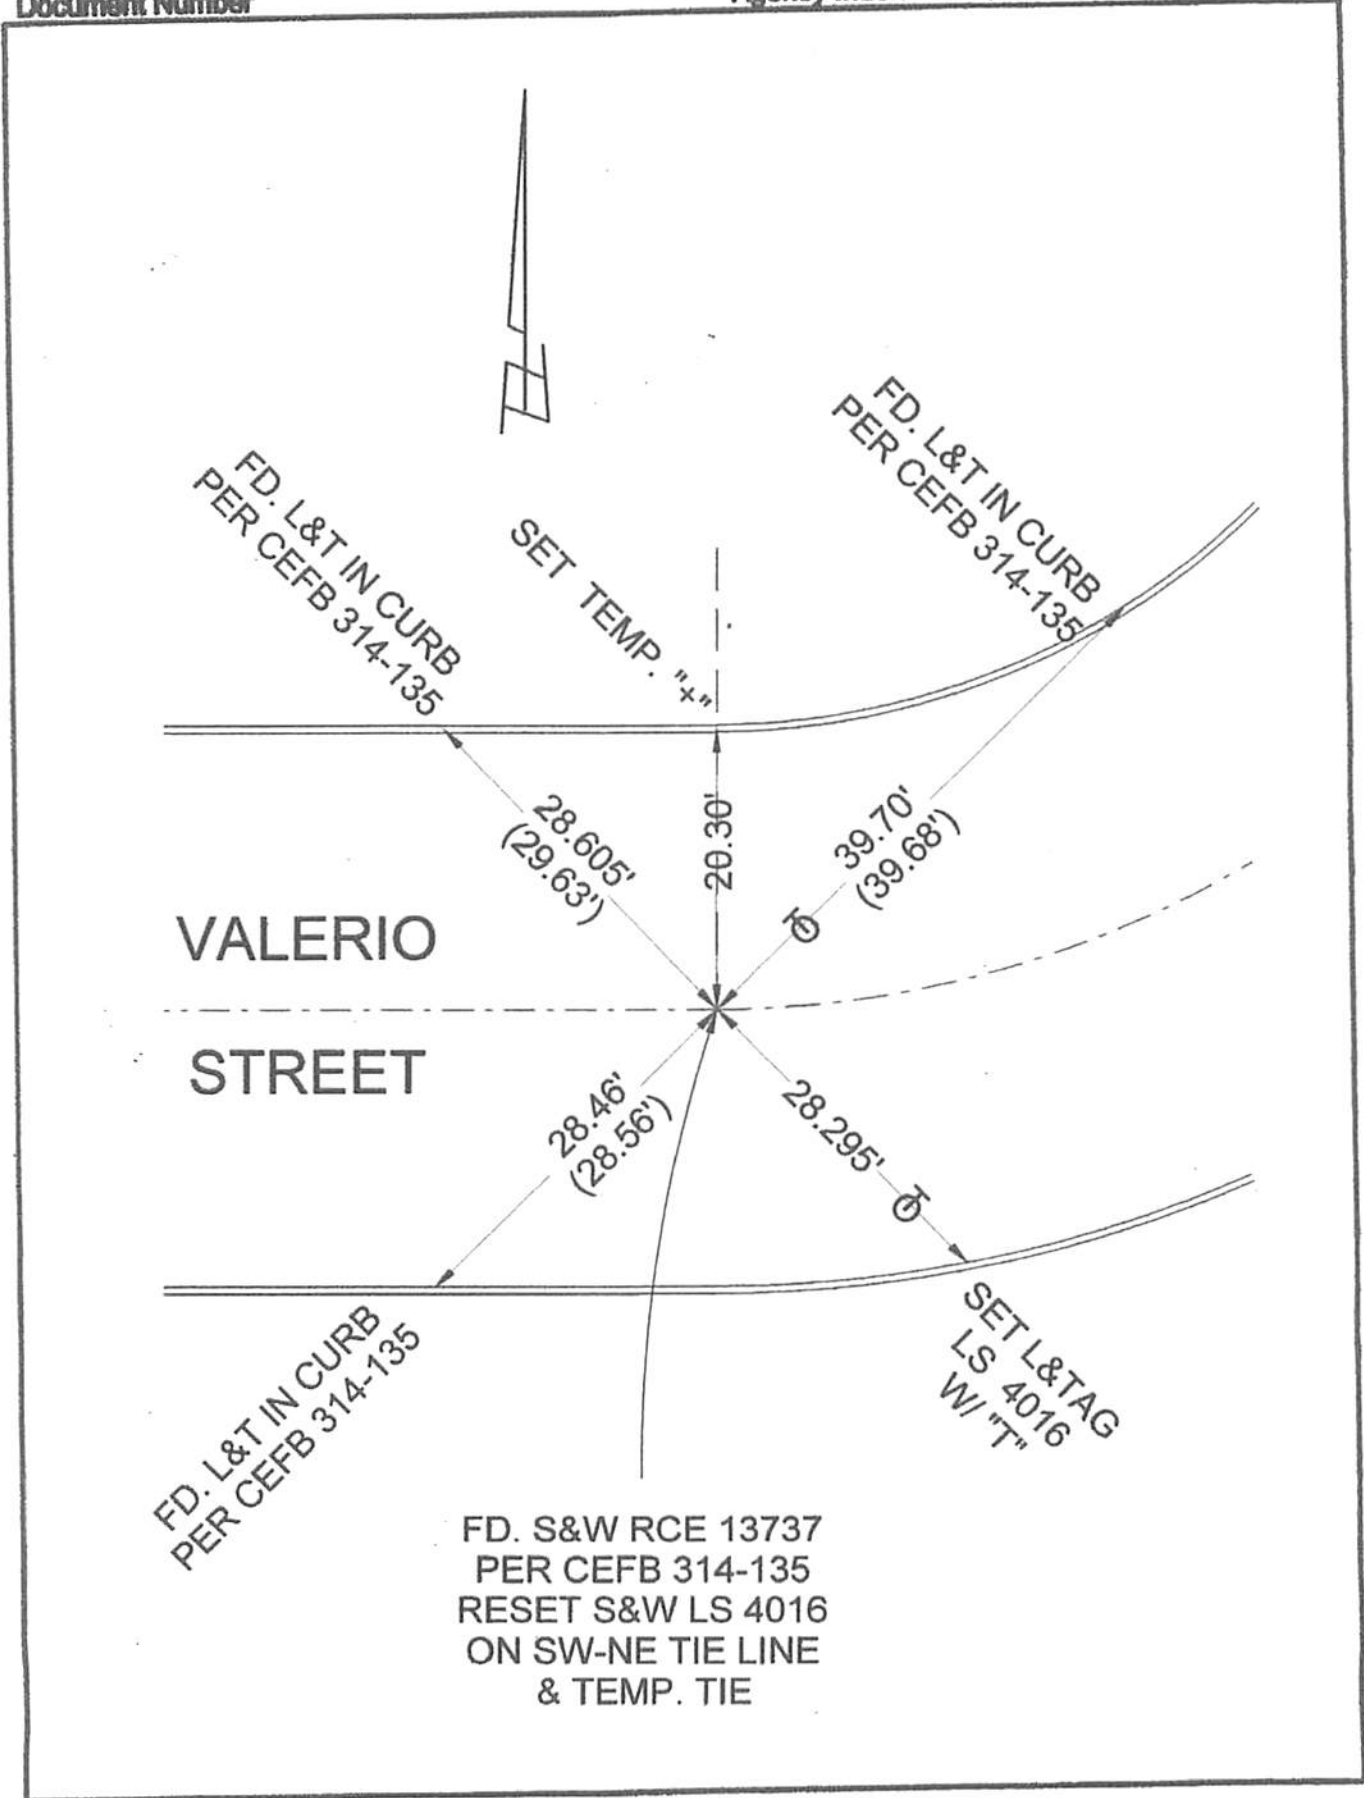 Document Number
FD. L&T IN CURB
PER CEFB 314-135
SET TEMP. "+"
FD. L&T IN CURB
PER CEFB 314-135
28.605'
(29.63')
20.30'
39.70'
(39.68')
VALERIO
STREET
28.46'
(28.56')
28.295'
FD. L&T IN CURB
PER CEFB 314-135
SET L&TAG
LS 4016
W/ "T"
FD. S&W RCE 13737
PER CEFB 314-135
RESET S&W LS 4016
ON SW-NE TIE LINE
& TEMP. TIE